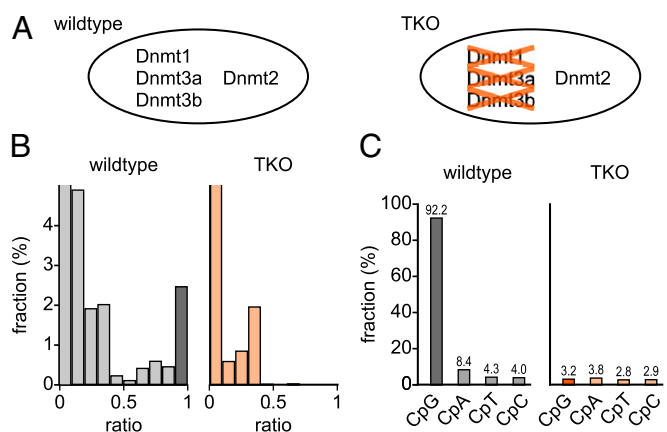 A
wildtype
TKO
Dnmt1
Dnmt3a
Dnmt3b
Dnmt2
Dnmt1
Dnmt3a
Dnmt3b
Dnmt2
B
wildtype
TKO
fraction (%)
4
3
2
1
0
0
0.5
1
0
0.5
1
ratio
ratio
C
wildtype
TKO
fraction (%)
100
80
60
40
20
0
92.2
8.4
4.3
4.0
3.2
3.8
2.8
2.9
CpG
CpA
CpT
CpC
CpG
CpA
CpT
CpC